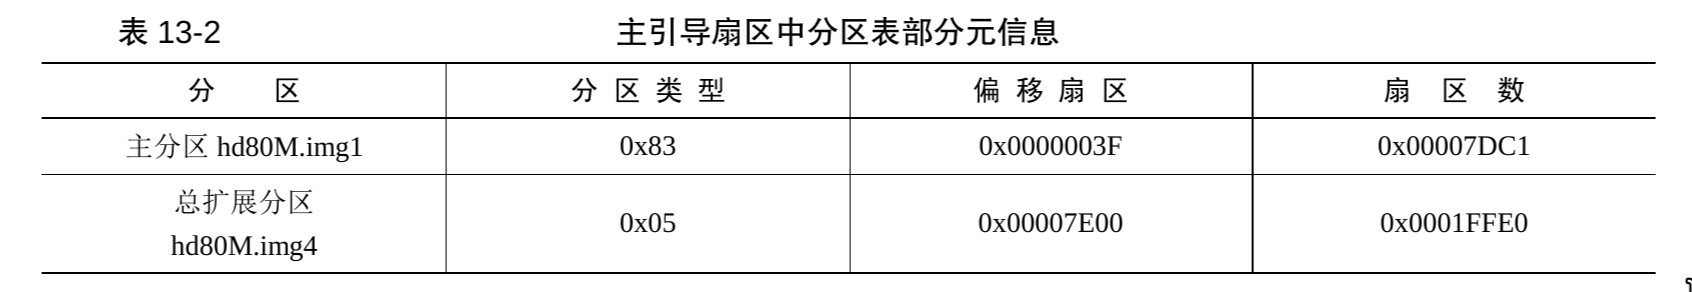 表 13-2 主引导扇区中分区表部分元信息
分 区 分 区 类 型 偏 移 扇 区 扇 区 数
主分区 hd80M.img1 0x83 0x0000003F 0x00007DC1
总扩展分区
hd80M.img4 0x05 0x00007E00 0x0001FFE0